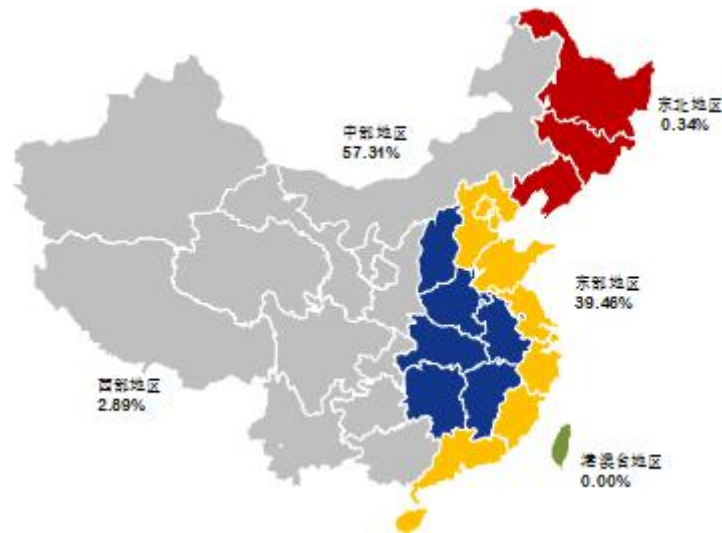 中部地区
57.31%
东北地区
0.34%
东部地区
39.46%
西部地区
2.89%
港澳台地区
0.00%